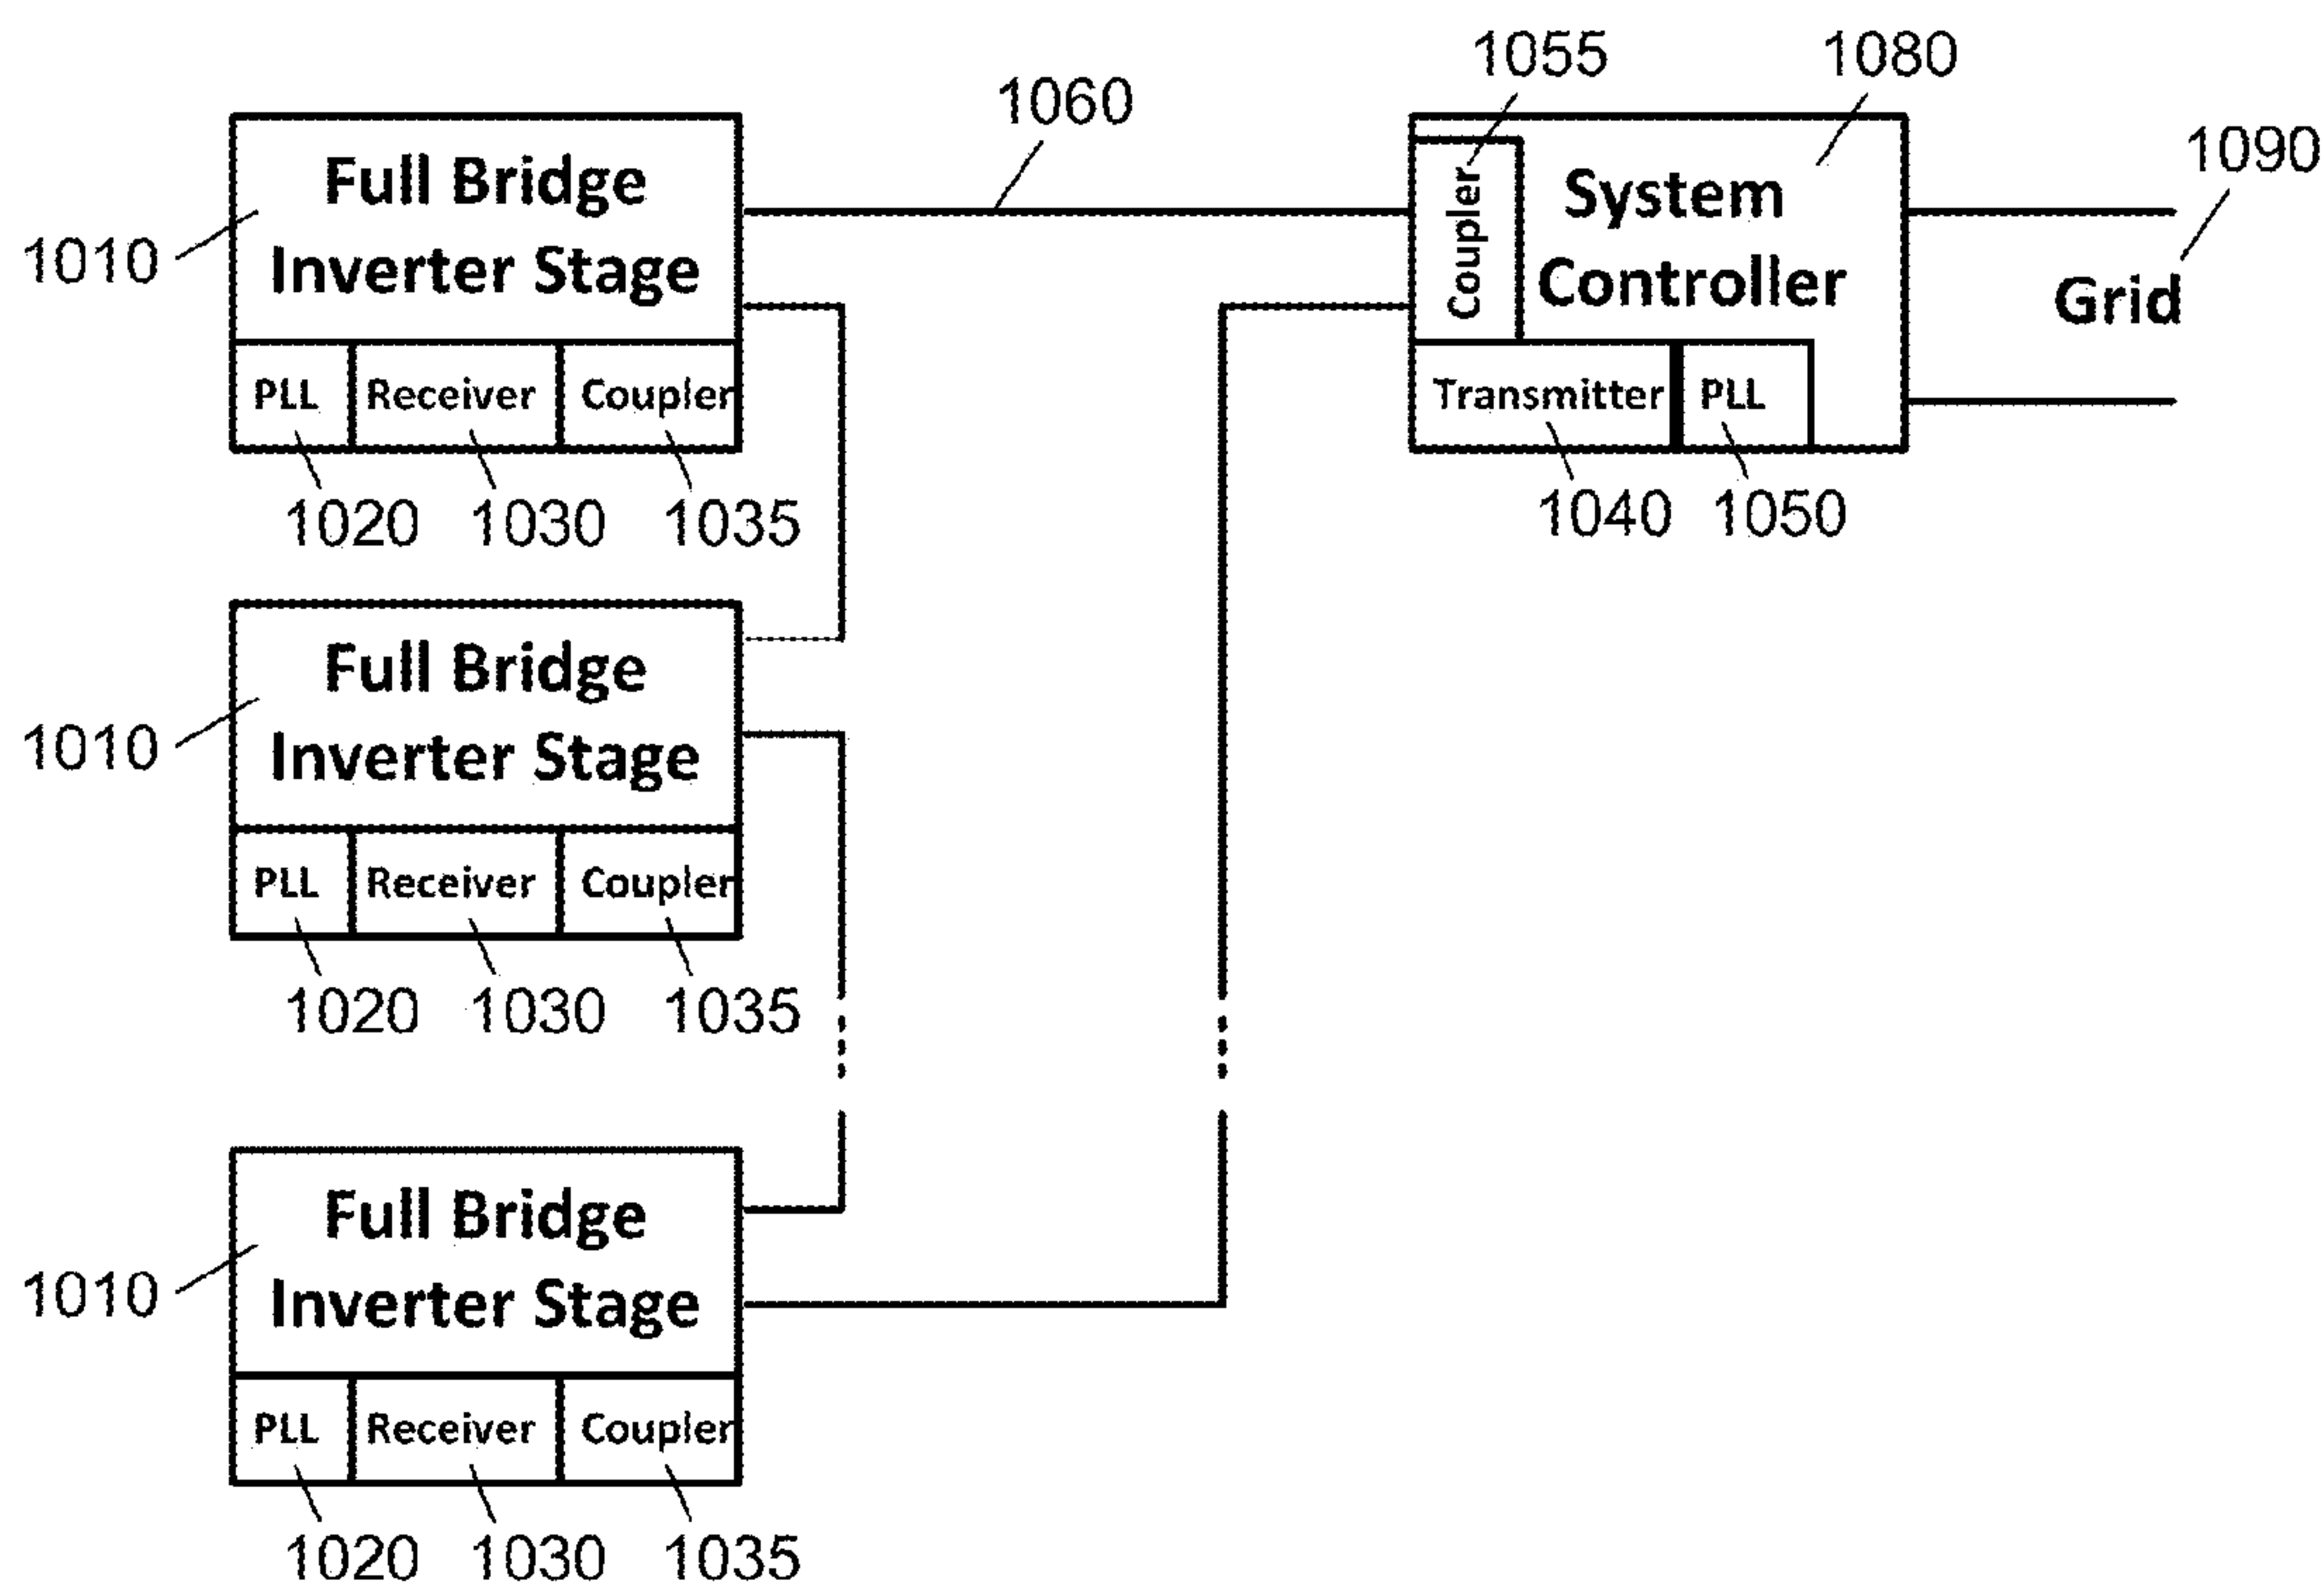 1055
1080
1060
1090
Full Bridge
Inverter Stage
1010
Coupler
System
Controller
Grid
PLL
Receiver
Coupler
Transmitter
PLL
1020
1030
1035
1040
1050
Full Bridge
Inverter Stage
1010
PLL
Receiver
Coupler
1020
1030
1035
Full Bridge
Inverter Stage
1010
PLL
Receiver
Coupler
1020
1030
1035